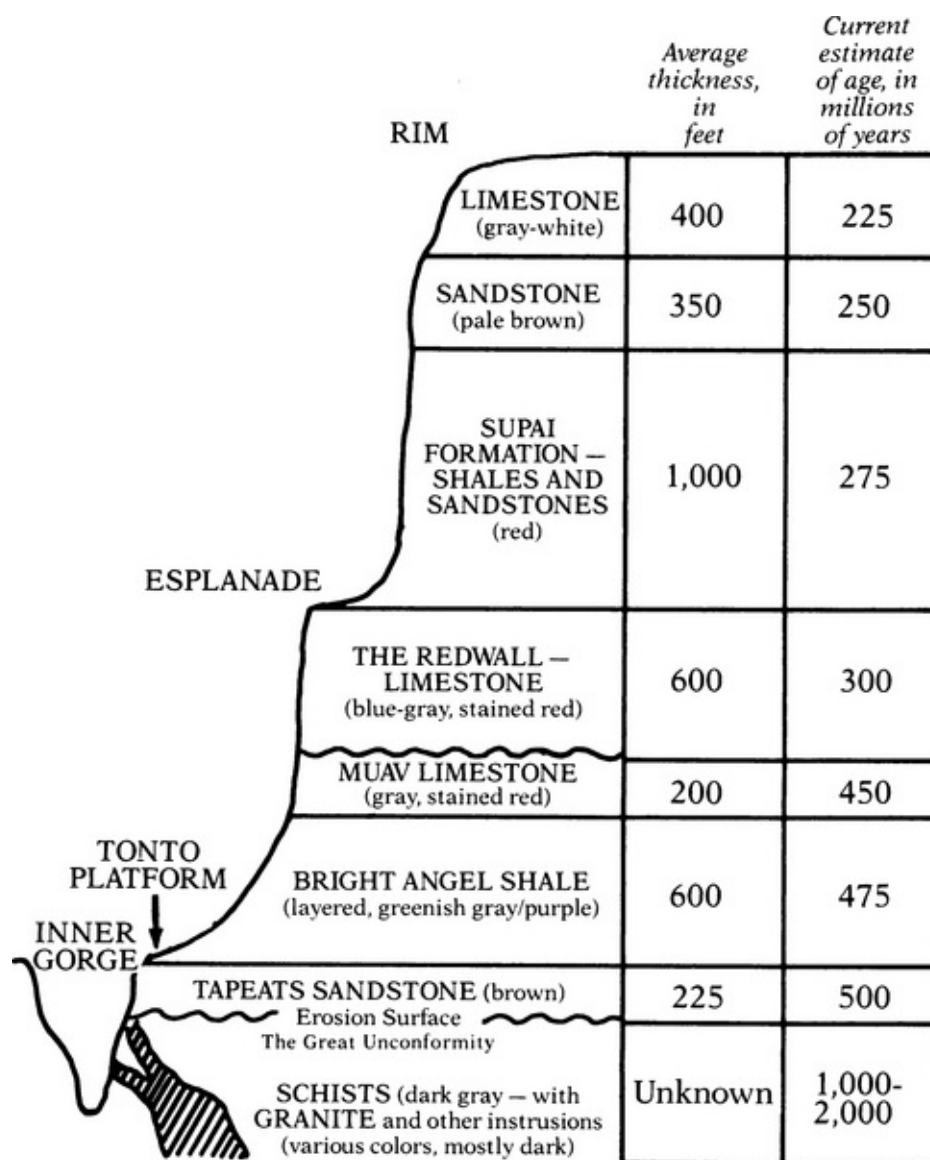 Average
thickness,
in
feet
Current
estimate
of age, in
millions
of years
RIM
LIMESTONE
(gray-white)
400
225
SANDSTONE
(pale brown)
350
250
SUPAI
FORMATION —
SHALES AND
SANDSTONES
(red)
1,000
275
ESPLANADE
THE REDWALL —
LIMESTONE
(blue-gray, stained red)
600
300
MUAV LIMESTONE
(gray, stained red)
200
450
TONTO
PLATFORM
BRIGHT ANGEL SHALE
(layered, greenish gray/purple)
600
475
INNER
GORGE
TAPEATS SANDSTONE (brown)
225
500
Erosion Surface
The Great Unconformity
SCHISTS (dark gray — with
GRANITE and other instrusions
(various colors, mostly dark)
Unknown
1,000-
2,000